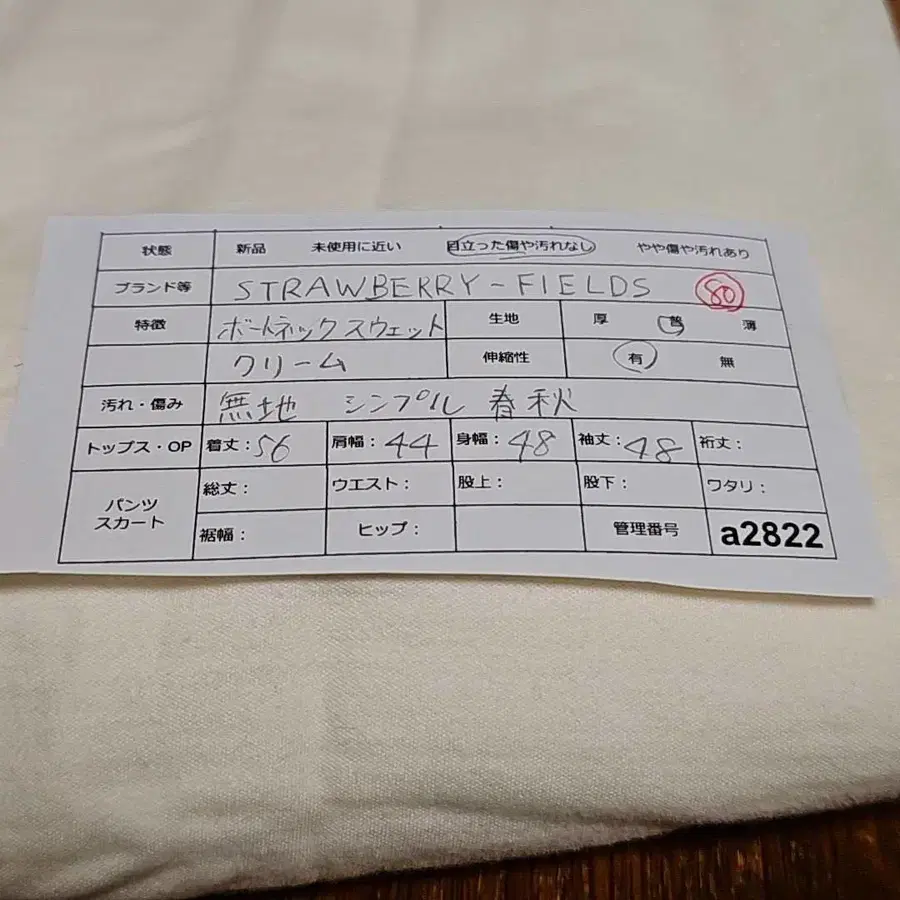 状態 新品 未使用に近い 目立った傷や汚れなし やや傷や汚れあり
ブランド等 STRAWBERRY-FIELDS 80
特徴 ボートネックスウェット 生地 厚 普 薄
クリーム 伸縮性 有 無
汚れ・傷み 無地 シンプル 春秋
トップス・OP 着丈:56 肩幅:44 身幅:48 袖丈:48 裄丈:
パンツ スカート 総丈: ウエスト: 股上: 股下: ワタリ:
裾幅: ヒップ: 管理番号 a2822